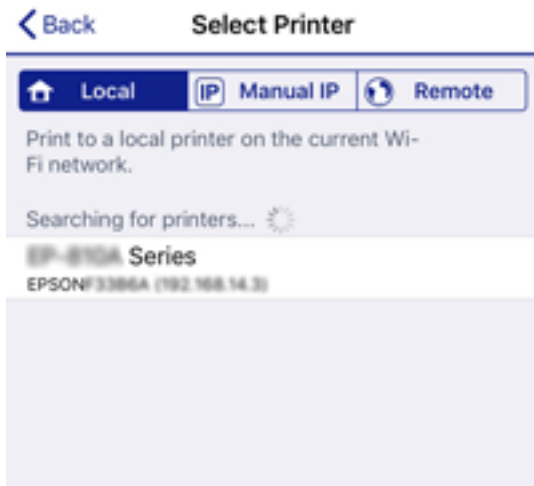 Back
Select Printer
Local
IP Manual IP
Remote
Print to a local printer on the current Wi-
Fi network.
Searching for printers...
Series
EPSON